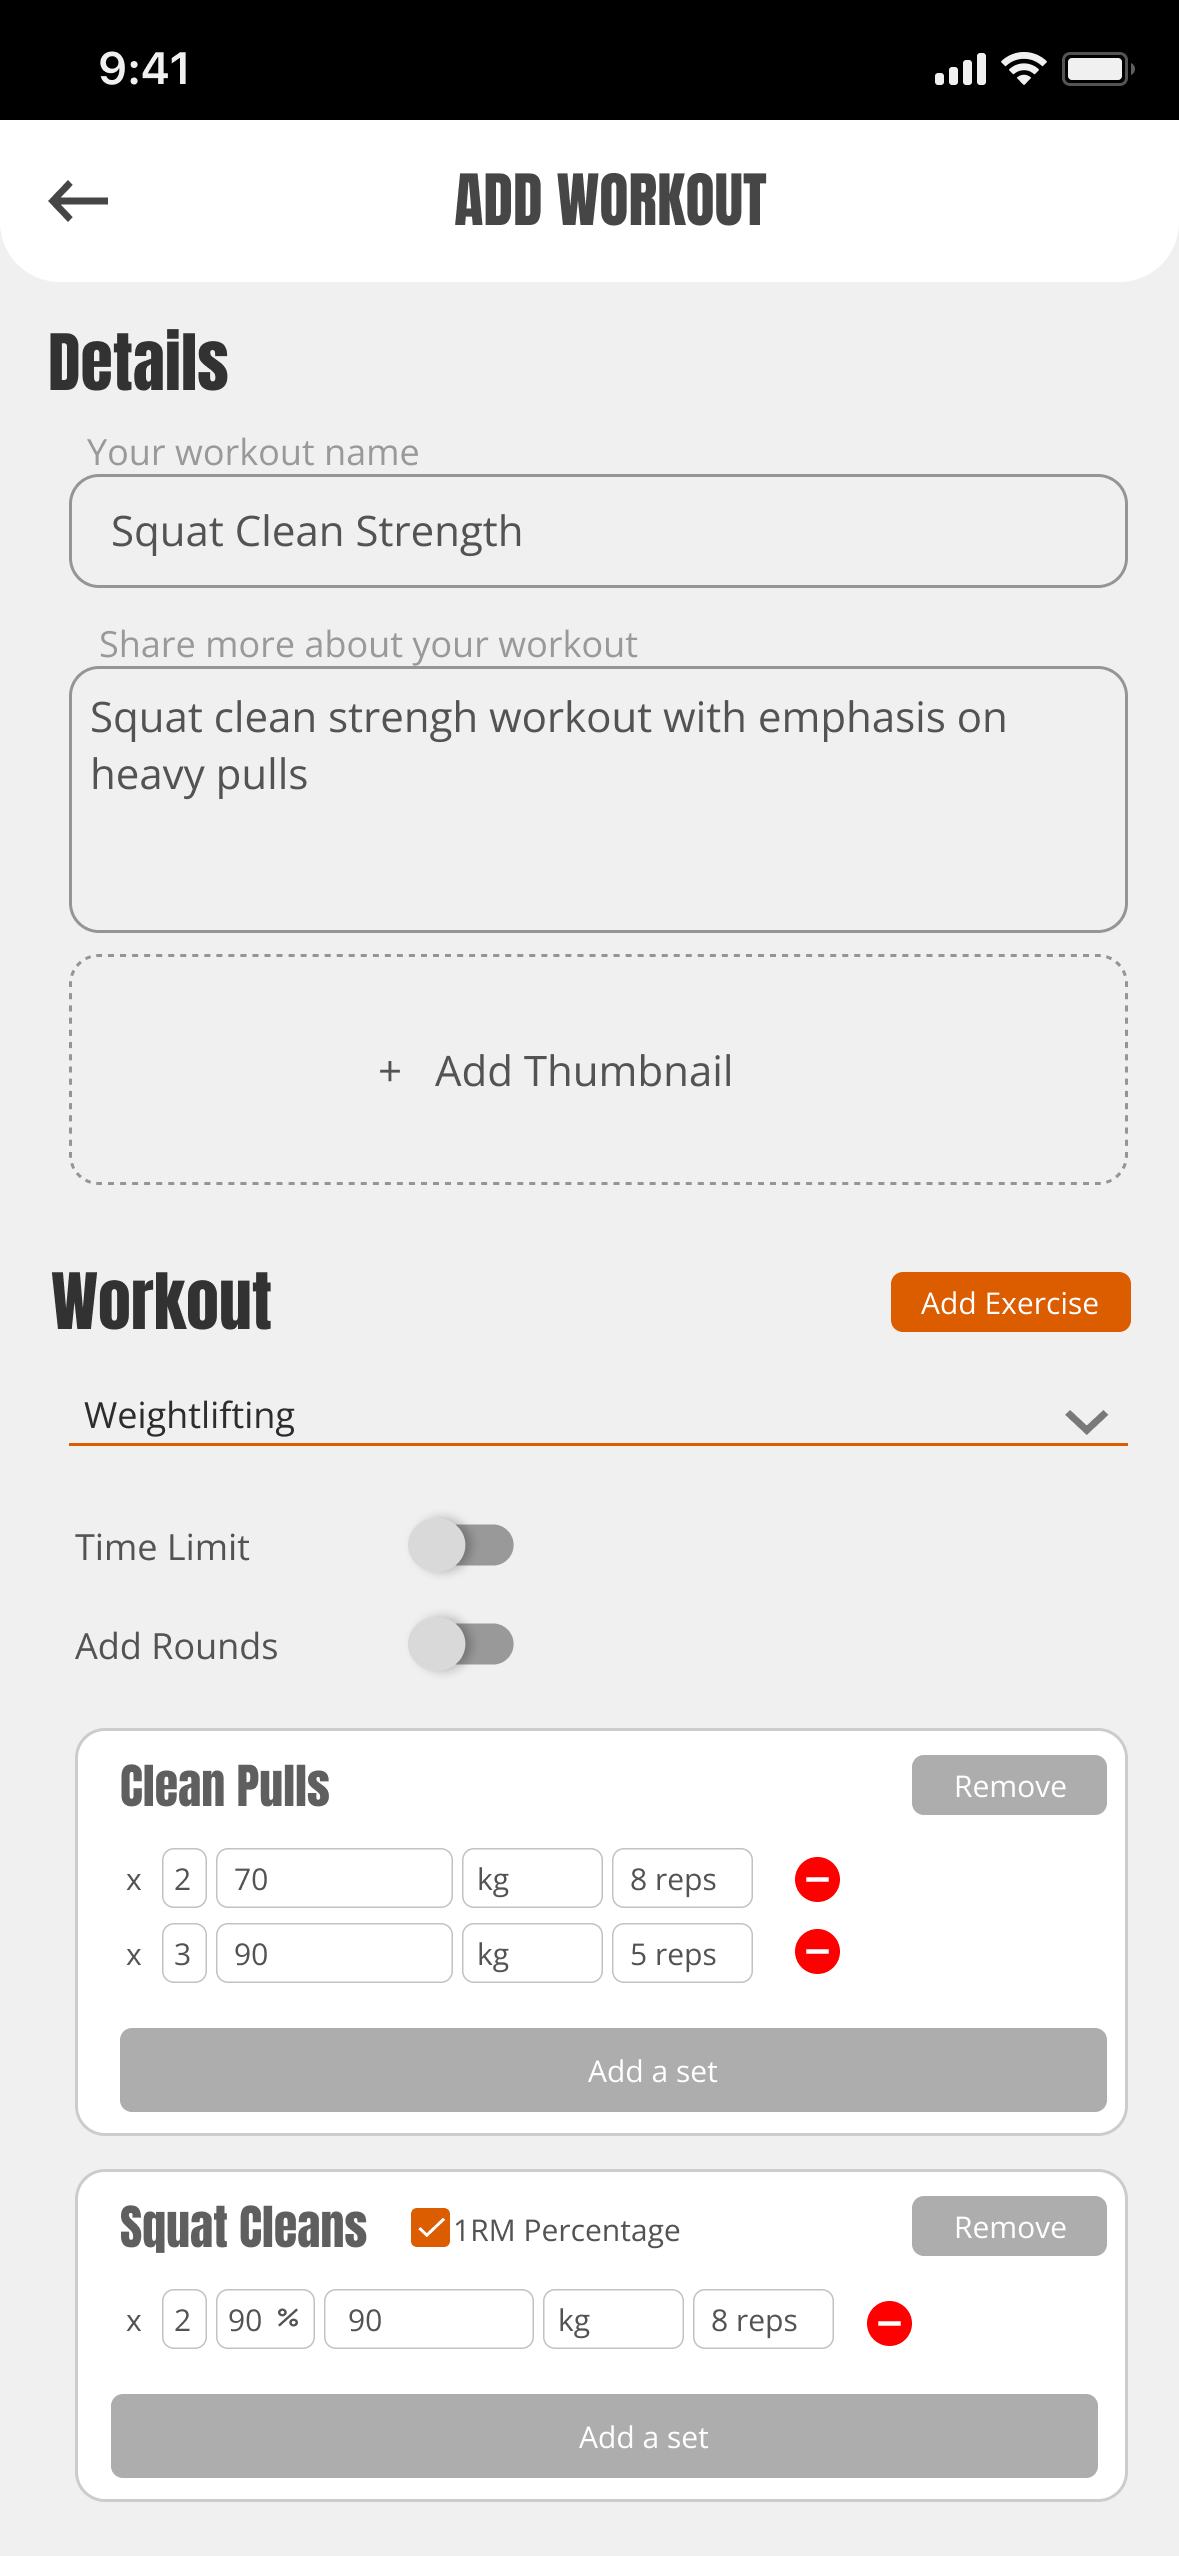 9:41
ADD WORKOUT
Details
Your workout name
Squat Clean Strength
Share more about your workout
Squat clean strengh workout with emphasis on
heavy pulls
+ Add Thumbnail
Workout
Add Exercise
Weightlifting
Time Limit
Add Rounds
Clean Pulls
Remove
x 2 70 kg 8 reps
x 3 90 kg 5 reps
Add a set
Squat Cleans
1RM Percentage
Remove
x 2 90 % 90 kg 8 reps
Add a set